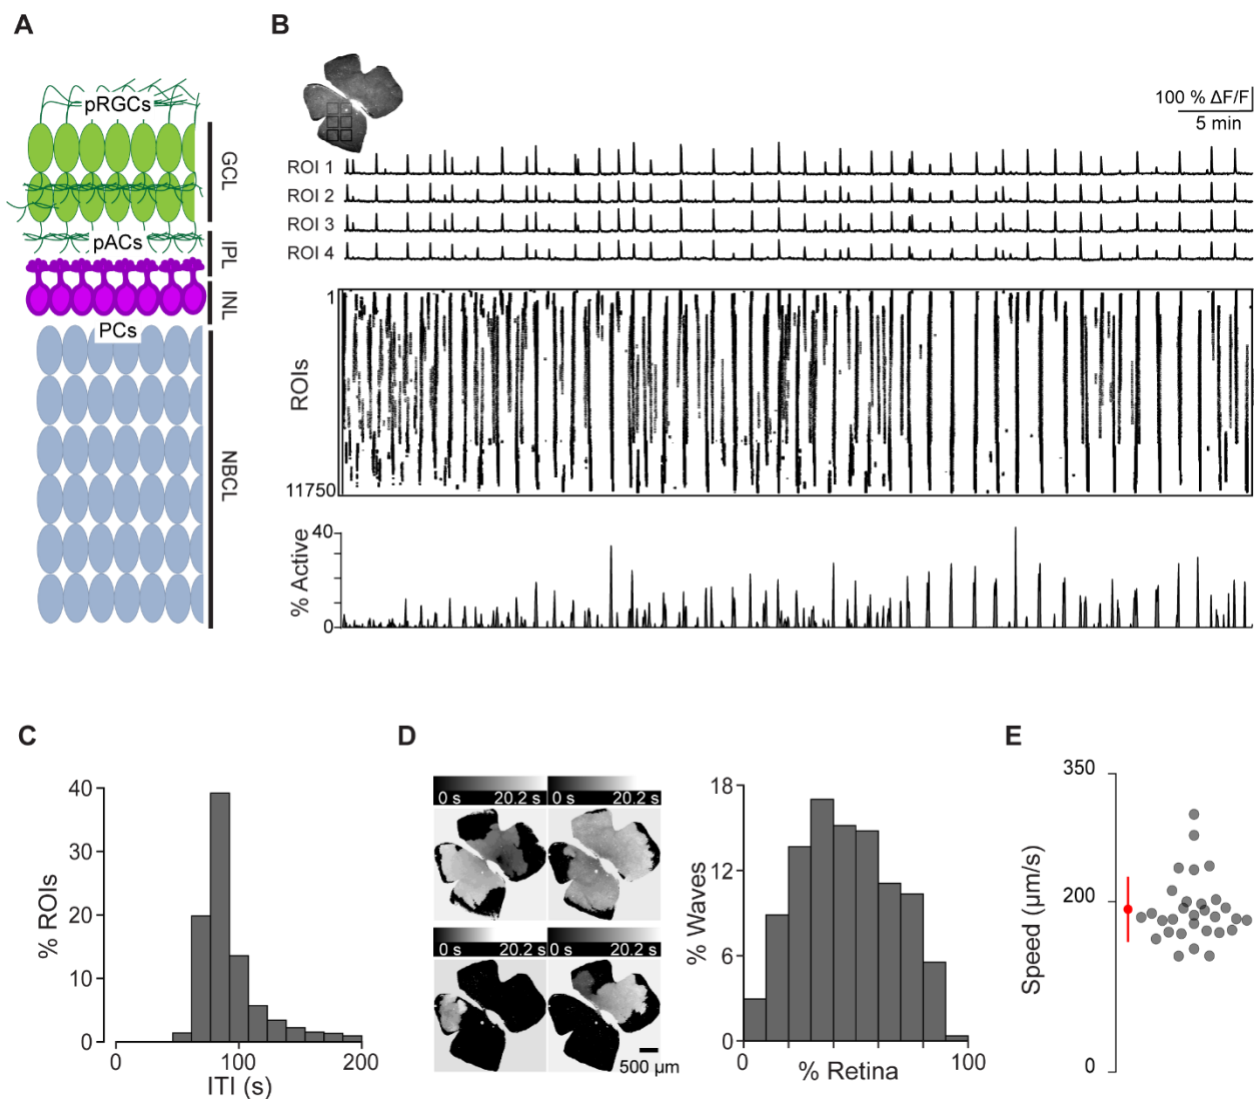 A
B
pRGCs
GCL
pACs
IPL
INL
PCs
NBCL
100 % ΔF/F
5 min
ROI 1
ROI 2
ROI 3
ROI 4
1
ROIs
11750
40
% Active
0
C
D
E
40
30
20
10
0
% ROIs
0
100
200
ITI (s)
0 s 20.2 s
0 s 20.2 s
0 s 20.2 s
0 s 20.2 s
500 µm
18
12
6
0
% Waves
0
100
% Retina
350
200
0
Speed (µm/s)